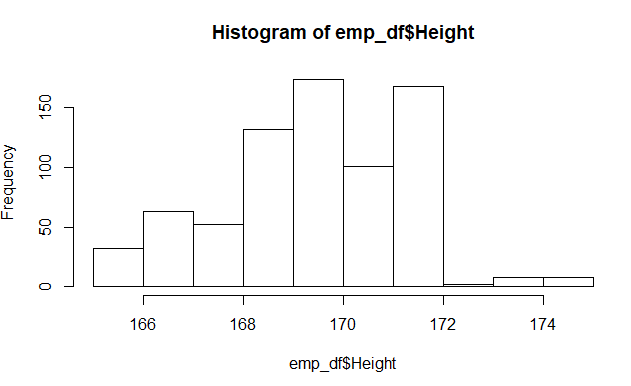 Histogram of emp_df$Height
Frequency
150
100
50
0
166 168 170 172 174
emp_df$Height